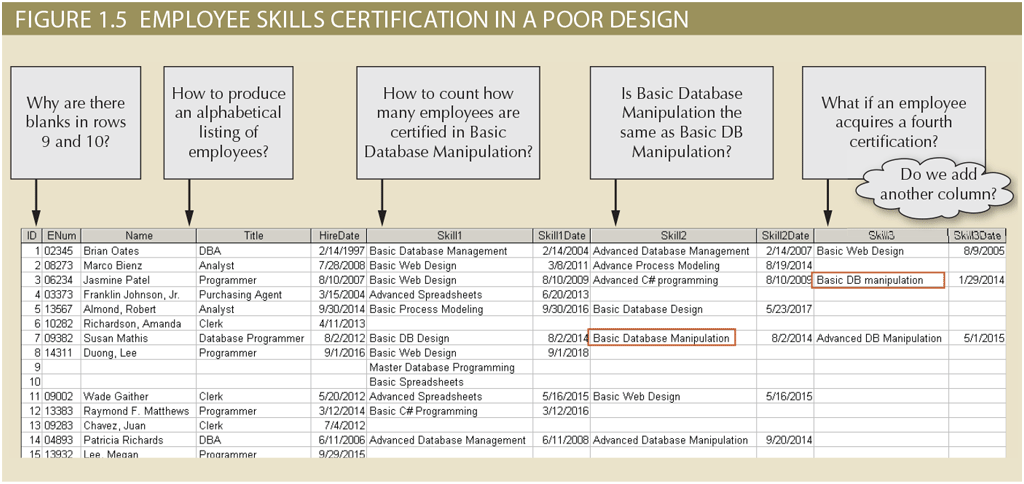 FIGURE 1.5 EMPLOYEE SKILLS CERTIFICATION IN A POOR DESIGN
Why are there
blanks in rows
9 and 10?
How to produce
an alphabetical
listing of
employees?
How to count how
many employees are
certified in Basic
Database Manipulation?
Is Basic Database
Manipulation the
same as Basic DB
Manipulation?
What if an employee
acquires a fourth
certification?
Do we add
another column?
ID ENum Name Title HireDate Skill1 Skill1Date Skill2 Skill2Date Skill3 Skill3Date
1 02345 Brian Oates DBA 2/14/1997 Basic Database Management 2/14/2004 Advanced Database Management 2/14/2007 Basic Web Design 8/9/2005
2 08273 Marco Bienz Analyst 7/28/2008 Basic Web Design 3/8/2011 Advance Process Modeling 8/19/2014
3 06234 Jasmine Patel Programmer 8/10/2007 Basic Web Design 8/10/2009 Advanced C# programming 8/10/2009 Basic DB manipulation 1/29/2014
4 03373 Franklin Johnson, Jr. Purchasing Agent 3/15/2004 Advanced Spreadsheets 6/20/2013
5 13567 Almond, Robert Analyst 9/30/2014 Basic Process Modeling 9/30/2016 Basic Database Design 5/23/2017
6 10282 Richardson, Amanda Clerk 4/11/2013
7 09382 Susan Mathis Database Programmer 8/2/2012 Basic DB Design 8/2/2014 Basic Database Manipulation 8/2/2014 Advanced DB Manipulation 5/1/2015
8 14311 Duong, Lee Programmer 9/1/2016 Basic Web Design 9/1/2018
9 Master Database Programming
10 Basic Spreadsheets
11 09002 Wade Gaither Clerk 5/20/2012 Advanced Spreadsheets 5/16/2015 Basic Web Design 5/16/2015
12 13383 Raymond F. Matthews Programmer 3/12/2014 Basic C# Programming 3/12/2016
13 09283 Chavez, Juan Clerk 7/4/2012
14 04893 Patricia Richards DBA 6/11/2006 Advanced Database Management 6/11/2008 Advanced Database Manipulation 9/20/2014
15 13932 Lee, Megan Programmer 9/29/2015